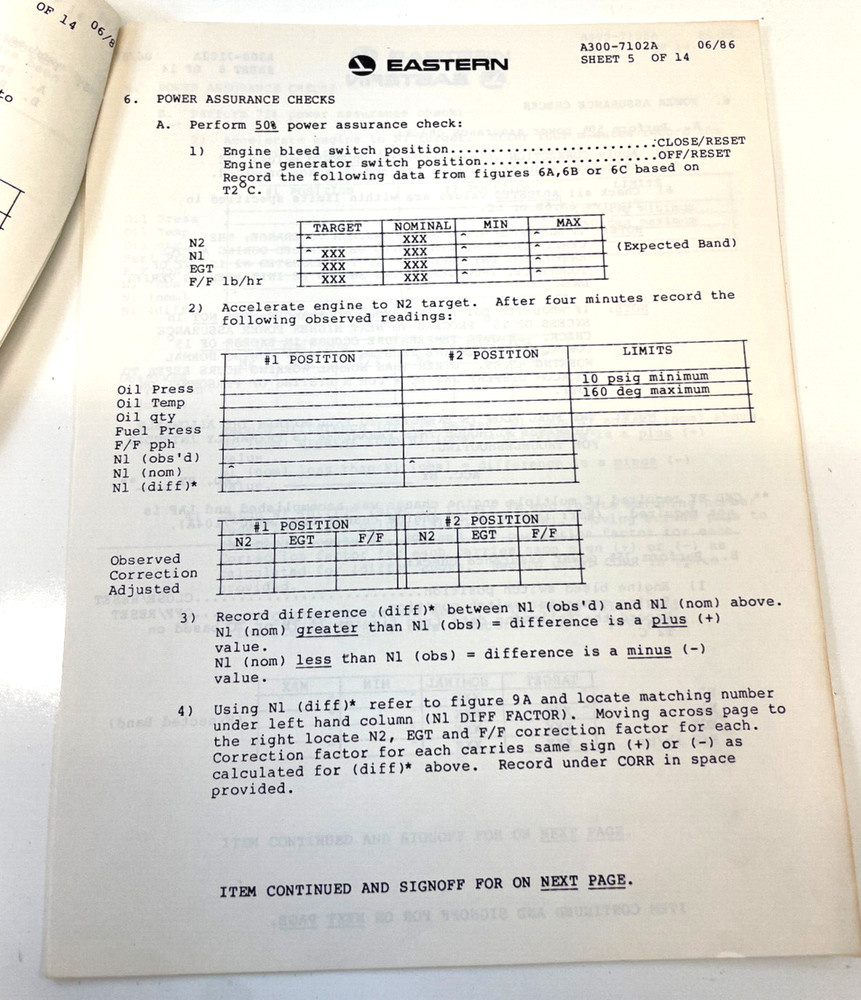 OF 14 06/8
to
EASTERN
A300-7102A 06/86
SHEET 5 OF 14
6. POWER ASSURANCE CHECKS
A. Perform 50% power assurance check:
1) Engine bleed switch position..........................CLOSE/RESET
Engine generator switch position......................OFF/RESET
Record the following data from figures 6A,6B or 6C based on
T2°C.
TARGET NOMINAL MIN MAX
N2 ^ XXX ^ ^
N1 ^ XXX XXX ^ ^ (Expected Band)
EGT XXX XXX ^ ^
F/F lb/hr XXX XXX ^ ^
2) Accelerate engine to N2 target. After four minutes record the
following observed readings:
#1 POSITION #2 POSITION LIMITS
Oil Press 10 psig minimum
Oil Temp 160 deg maximum
Oil qty
Fuel Press
F/F pph
N1 (obs'd)
N1 (nom) ^ ^
N1 (diff)*
#1 POSITION #2 POSITION
N2 EGT F/F N2 EGT F/F
Observed
Correction
Adjusted
3) Record difference (diff)* between N1 (obs'd) and N1 (nom) above.
N1 (nom) greater than N1 (obs) = difference is a plus (+)
value.
N1 (nom) less than N1 (obs) = difference is a minus (-)
value.
4) Using N1 (diff)* refer to figure 9A and locate matching number
under left hand column (N1 DIFF FACTOR). Moving across page to
the right locate N2, EGT and F/F correction factor for each.
Correction factor for each carries same sign (+) or (-) as
calculated for (diff)* above. Record under CORR in space
provided.
ITEM CONTINUED AND SIGNOFF FOR ON NEXT PAGE.